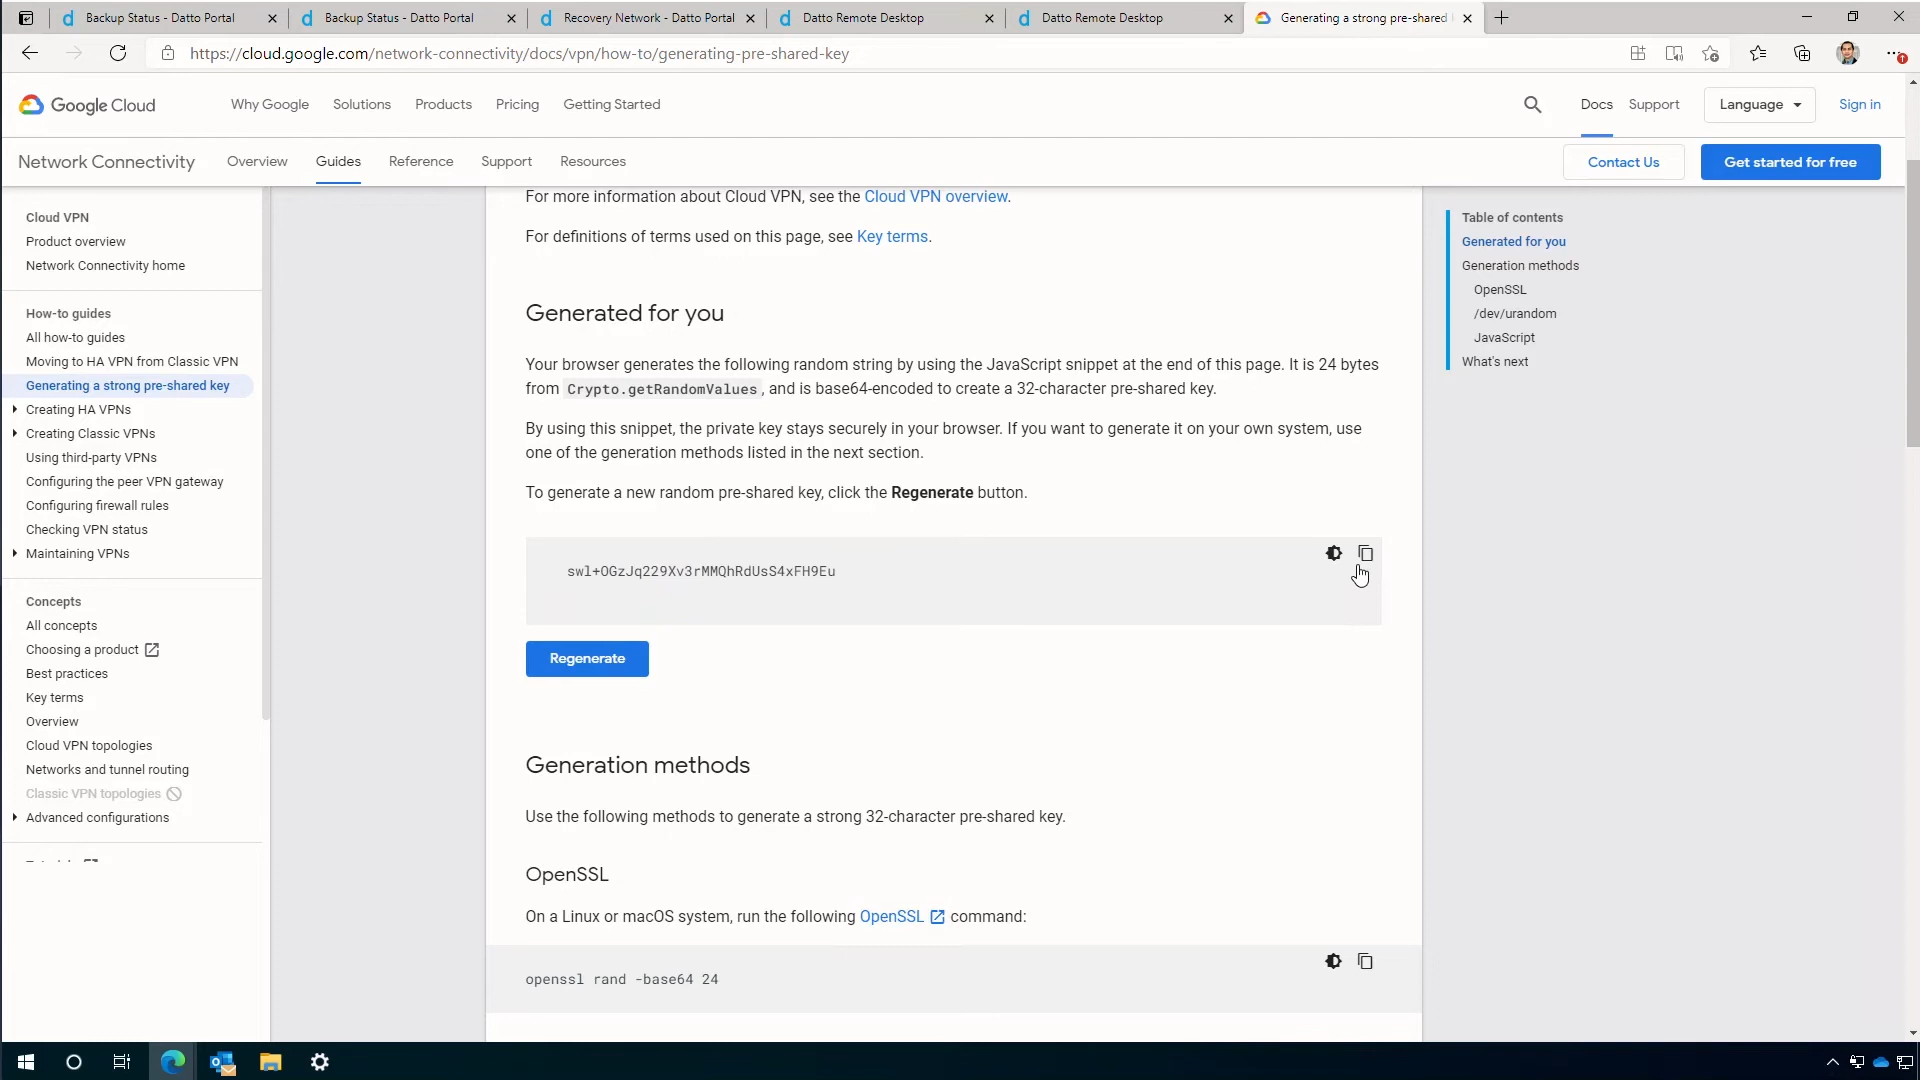 Backup Status - Datto Portal
Backup Status - Datto Portal
Recovery Network - Datto Portal
Datto Remote Desktop
Datto Remote Desktop
Generating a strong pre-shared
https://cloud.google.com/network-connectivity/docs/vpn/how-to/generating-pre-shared-key
Google Cloud
Why Google
Solutions
Products
Pricing
Getting Started
Docs
Support
Language
Sign in
Network Connectivity
Overview
Guides
Reference
Support
Resources
Contact Us
Get started for free
Cloud VPN
Product overview
Network Connectivity home
How-to guides
All how-to guides
Moving to HA VPN from Classic VPN
Generating a strong pre-shared key
Creating HA VPNs
Creating Classic VPNs
Using third-party VPNs
Configuring the peer VPN gateway
Configuring firewall rules
Checking VPN status
Maintaining VPNs
Concepts
All concepts
Choosing a product
Best practices
Key terms
Overview
Cloud VPN topologies
Networks and tunnel routing
Classic VPN topologies
Advanced configurations
For more information about Cloud VPN, see the Cloud VPN overview.
For definitions of terms used on this page, see Key terms.
Generated for you
Your browser generates the following random string by using the JavaScript snippet at the end of this page. It is 24 bytes
from Crypto.getRandomValues, and is base64-encoded to create a 32-character pre-shared key.
By using this snippet, the private key stays securely in your browser. If you want to generate it on your own system, use
one of the generation methods listed in the next section.
To generate a new random pre-shared key, click the Regenerate button.
swl+OGzJq229Xv3rMMQhRdUsS4xFH9Eu
Regenerate
Generation methods
Use the following methods to generate a strong 32-character pre-shared key.
OpenSSL
On a Linux or macOS system, run the following OpenSSL command:
openssl rand -base64 24
Table of contents
Generated for you
Generation methods
OpenSSL
/dev/urandom
JavaScript
What's next